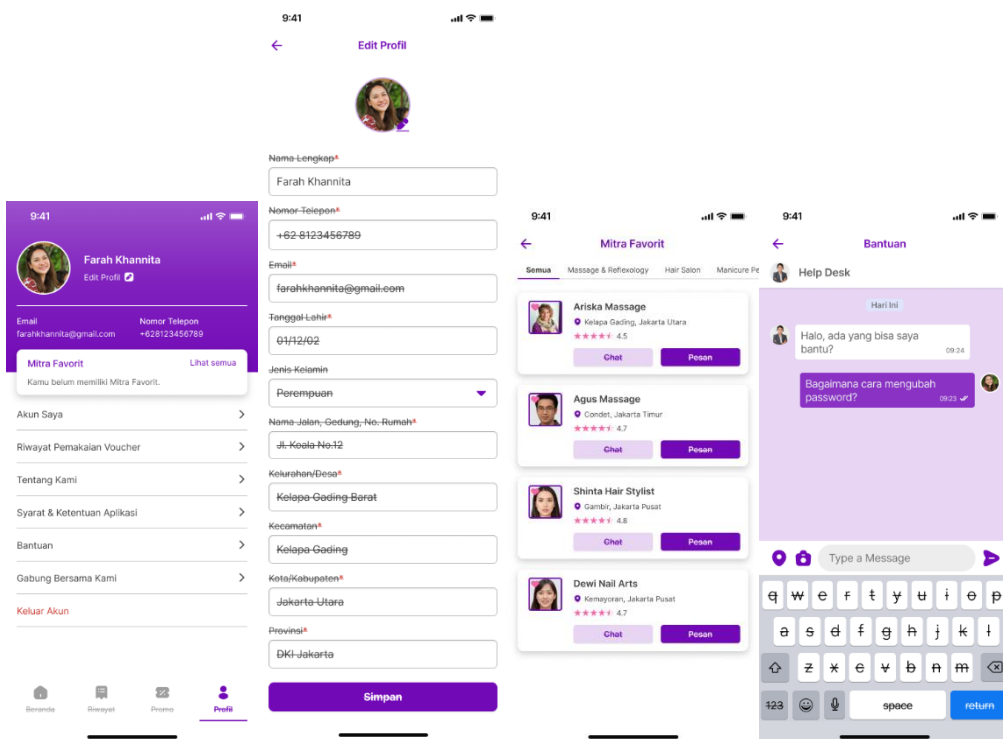 9:41
Farah Khannita
Edit Profil
Email
Nomor Telepon
farahkhannita@gmail.com
+628123456789
Mitra Favorit
Lihat semua
Kamu belum memiliki Mitra Favorit.
Akun Saya
Riwayat Pemakaian Voucher
Tentang Kami
Syarat & Ketentuan Aplikasi
Bantuan
Gabung Bersama Kami
Keluar Akun
Beranda
Riwayat
Promo
Profil
9:41
Edit Profil
Nama Lengkap*
Farah Khannita
Nomor Telepon*
+62 8123456789
Email*
farahkhannita@gmail.com
Tanggal Lahir*
01/12/02
Jenis Kelamin
Perempuan
Nama Jalan, Gedung, No. Rumah*
Jl. Koala No.12
Kelurahan/Desa*
Kelapa Gading Barat
Kecamatan*
Kelapa Gading
Kota/Kabupaten*
Jakarta Utara
Provinsi*
DKI Jakarta
Simpan
9:41
Mitra Favorit
Semua
Massage & Reflexology
Hair Salon
Manicure Pe
Ariska Massage
Kelapa Gading, Jakarta Utara
4.5
Chat
Pesan
Agus Massage
Condet, Jakarta Timur
4.7
Chat
Pesan
Shinta Hair Stylist
Gambir, Jakarta Pusat
4.8
Chat
Pesan
Dewi Nail Arts
Kemayoran, Jakarta Pusat
4.7
Chat
Pesan
9:41
Bantuan
Help Desk
Hari Ini
Halo, ada yang bisa saya
bantu?
09:24
Bagaimana cara mengubah
password?
09:23
Type a Message
q w e r t y u i o p
a s d f g h j k l
z x c v b n m
123
space
return